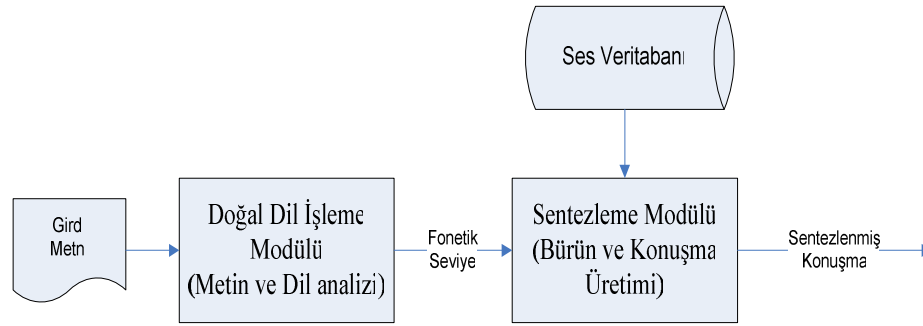 Ses Veritabanı
Gird
Metn
Doğal Dil İşleme
Modülü
(Metin ve Dil analizi)
Fonetik
Seviye
Sentezleme Modülü
(Bürün ve Konuşma
Üretimi)
Sentezlenmiş
Konuşma